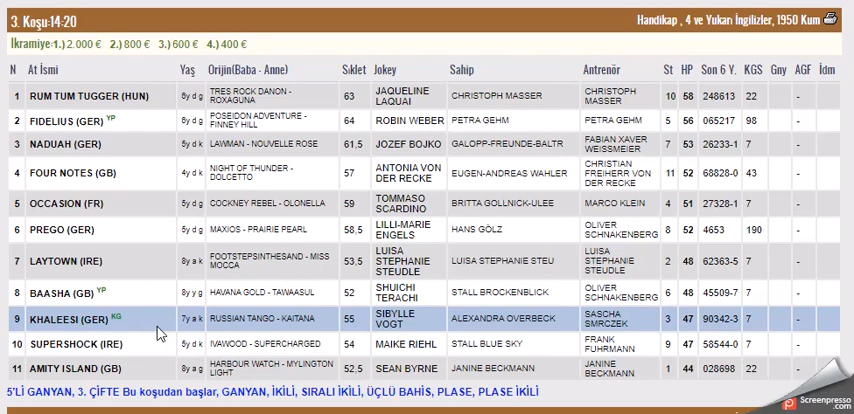 3. Koşu:14-20 Handikap , 4 ve Yukarı İngilizler, 1950 Kum
İkramiye:1.) 2.000 € 2.) 800 € 3.) 600 € 4.) 400 €
N At İsmi Yaş Orijin(Baba - Anne) Sıklet Jokey Sahip Antrenör St HP Son 6 Y. KGS Gny AGF İdm
1 RUM TUM TUGGER (HUN) 8y d g TRES ROCK DANON - ROXAGUNA 63 JAQUELINE LAQUAI CHRISTOPH MASSER CHRISTOPH MASSER 10 58 248613 22 -
2 FIDELIUS (GER) YP 8y d g POSEIDON ADVENTURE - FINNEY HILL 64 ROBIN WEBER PETRA GEHM PETRA GEHM 5 56 065217 98 -
3 NADUAH (GER) 5y d k LAWMAN - NOUVELLE ROSE 61,5 JOZEF BOJKO GALOPP-FREUNDE-BALTR FABIAN XAVER WEISSMEIER 7 53 26233-1 7 -
4 FOUR NOTES (GB) 4y d k NIGHT OF THUNDER - DOLCETTO 57 ANTONIA VON DER RECKE EUGEN-ANDREAS WAHLER CHRISTIAN FREIHERR VON DER RECKE 11 52 68828-0 43 -
5 OCCASION (FR) 5y d g COCKNEY REBEL - OLONELLA 59 TOMMASO SCARDINO BRITTA GOLLNICK-ULEE MARCO KLEIN 4 51 27328-1 7 -
6 PREGO (GER) 5y d g MAXIOS - PRAIRIE PEARL 58,5 LILLI-MARIE ENGELS HANS GÖLZ OLIVER SCHNAKENBERG 8 52 4653 190 -
7 LAYTOWN (IRE) 8y a k FOOTSTEPSINTHESAND - MISS MOCCA 53,5 LUISA STEPHANIE STEUDLE LUISA STEPHANIE STEU LUISA STEPHANIE STEUDLE 2 48 62363-5 7 -
8 BAASHA (GB) YP 8y y g HAVANA GOLD - TAWAASUL 52 SHUICHI TERACHI STALL BROCKENBLICK OLIVER SCHNAKENBERG 6 48 45509-7 7 -
9 KHALEESI (GER) KG 7y a k RUSSIAN TANGO - KAITANA 55 SIBYLLE VOGT ALEXANDRA OVERBECK SASCHA SMRCZEK 3 47 90342-3 7 -
10 SUPERSHOCK (IRE) 5y d k IVAWOOD - SUPERCHARGED 54 MAIKE RIEHL STALL BLUE SKY FRANK FUHRMANN 9 47 58544-0 7 -
11 AMITY ISLAND (GB) 8y a g HARBOUR WATCH - MYLINGTON LIGHT 52,5 SEAN BYRNE JANINE BECKMANN JANINE BECKMANN 1 44 028698 22 -
5'Lİ GANYAN, 3. ÇİFTE Bu koşudan başlar, GANYAN, İKİLİ, SIRALI İKİLİ, ÜÇLÜ BAHİS, PLASE, PLASE İKİLİ
Screenpresso
.com